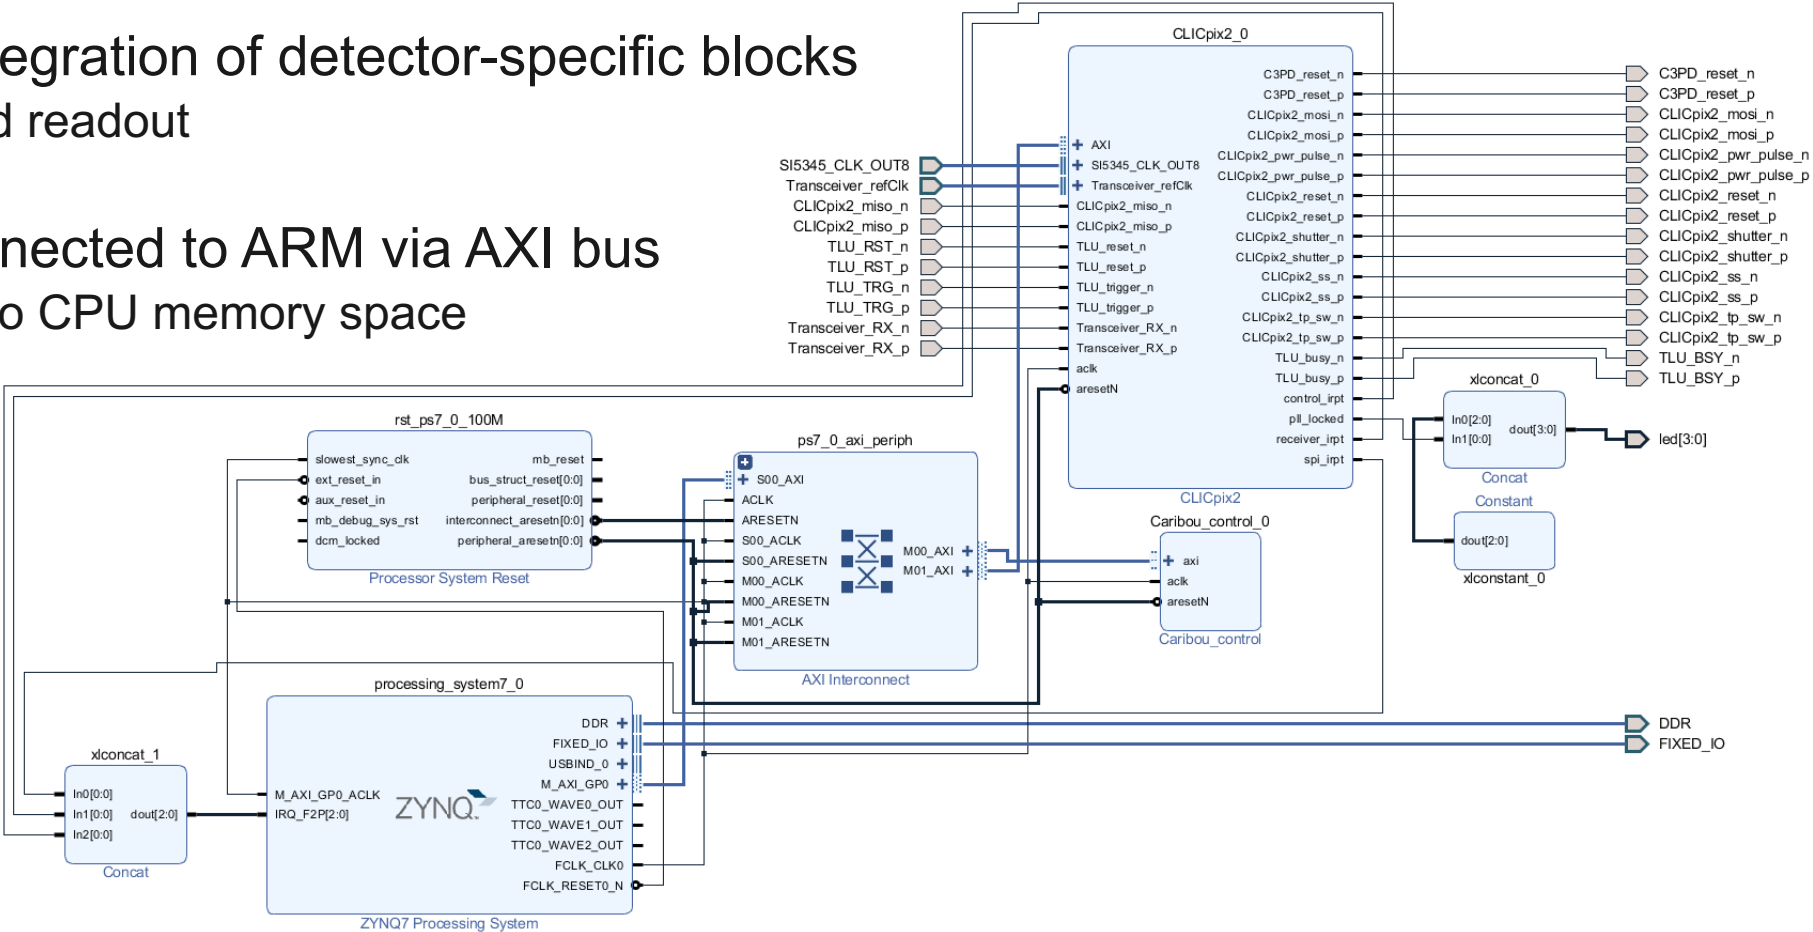 egration of detector-specific blocks
d readout
nected to ARM via AXI bus
o CPU memory space
CLICpix2_0
AXI
SI5345_CLK_OUT8
Transceiver_refClk
CLICpix2_miso_n
CLICpix2_miso_p
TLU_reset_n
TLU_reset_p
TLU_trigger_n
TLU_trigger_p
Transceiver_RX_n
Transceiver_RX_p
aclk
aresetN
C3PD_reset_n
C3PD_reset_p
CLICpix2_mosi_n
CLICpix2_mosi_p
CLICpix2_pwr_pulse_n
CLICpix2_pwr_pulse_p
CLICpix2_reset_n
CLICpix2_reset_p
CLICpix2_shutter_n
CLICpix2_shutter_p
CLICpix2_ss_n
CLICpix2_ss_p
CLICpix2_tp_sw_n
CLICpix2_tp_sw_p
TLU_busy_n
TLU_busy_p
control_irpt
pll_locked
receiver_irpt
spi_irpt
CLICpix2
SI5345_CLK_OUT8
Transceiver_refClk
CLICpix2_miso_n
CLICpix2_miso_p
TLU_RST_n
TLU_RST_p
TLU_TRG_n
TLU_TRG_p
Transceiver_RX_n
Transceiver_RX_p
C3PD_reset_n
C3PD_reset_p
CLICpix2_mosi_n
CLICpix2_mosi_p
CLICpix2_pwr_pulse_n
CLICpix2_pwr_pulse_p
CLICpix2_reset_n
CLICpix2_reset_p
CLICpix2_shutter_n
CLICpix2_shutter_p
CLICpix2_ss_n
CLICpix2_ss_p
CLICpix2_tp_sw_n
CLICpix2_tp_sw_p
TLU_BSY_n
TLU_BSY_p
xlconcat_0
In0[2:0]
In1[0:0]
dout[3:0]
Concat
led[3:0]
Constant
dout[2:0]
xlconstant_0
rst_ps7_0_100M
slowest_sync_clk
ext_reset_in
aux_reset_in
mb_debug_sys_rst
dcm_locked
mb_reset
bus_struct_reset[0:0]
peripheral_reset[0:0]
interconnect_aresetn[0:0]
peripheral_aresetn[0:0]
Processor System Reset
ps7_0_axi_periph
S00_AXI
ACLK
ARESETN
S00_ACLK
S00_ARESETN
M00_ACLK
M00_ARESETN
M01_ACLK
M01_ARESETN
M00_AXI
M01_AXI
AXI Interconnect
Caribou_control_0
axi
aclk
aresetN
Caribou_control
processing_system7_0
M_AXI_GP0_ACLK
IRQ_F2P[2:0]
ZYNQ
DDR
FIXED_IO
USBIND_0
M_AXI_GP0
TTC0_WAVE0_OUT
TTC0_WAVE1_OUT
TTC0_WAVE2_OUT
FCLK_CLK0
FCLK_RESET0_N
ZYNQ7 Processing System
DDR
FIXED_IO
xlconcat_1
In0[0:0]
In1[0:0]
In2[0:0]
dout[2:0]
Concat